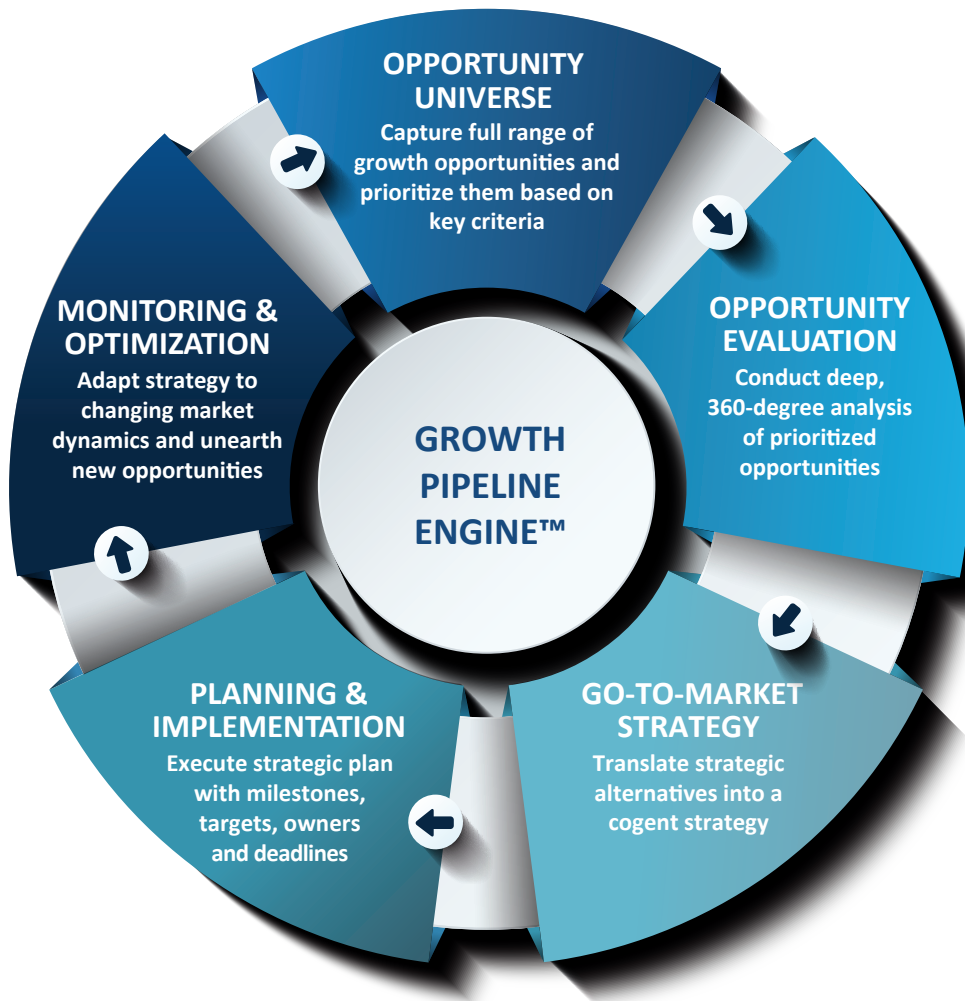 OPPORTUNITY
UNIVERSE
Capture full range of
growth opportunities and
prioritize them based on
key criteria
OPPORTUNITY
EVALUATION
Conduct deep,
360-degree analysis
of prioritized
opportunities
GO-TO-MARKET
STRATEGY
Translate strategic
alternatives into a
cogent strategy
PLANNING &
IMPLEMENTATION
Execute strategic plan
with milestones,
targets, owners
and deadlines
MONITORING &
OPTIMIZATION
Adapt strategy to
changing market
dynamics and unearth
new opportunities
GROWTH
PIPELINE
ENGINE™